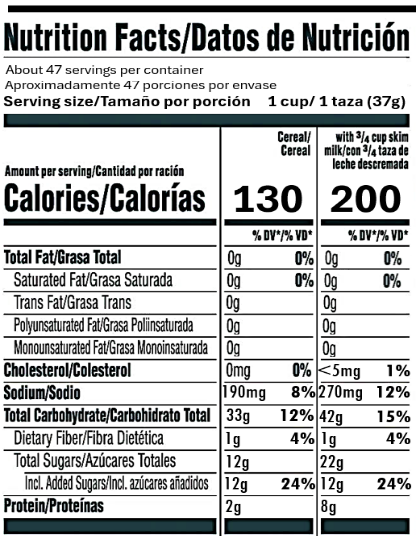 Nutrition Facts/Datos de Nutrición
About 47 servings per container
Aproximadamente 47 porciones por envase
Serving size/Tamaño por porción 1 cup/ 1 taza (37g)
Cereal/
Cereal
with 3/4 cup skim
milk/con 3/4 taza de
leche descremada
Amount per serving/Cantidad por ración
Calories/Calorías 130 200
% DV*/% VD* % DV*/% VD*
Total Fat/Grasa Total 0g 0% 0g 0%
Saturated Fat/Grasa Saturada 0g 0% 0g 0%
Trans Fat/Grasa Trans 0g 0g
Polyunsaturated Fat/Grasa Poliinsaturada 0g 0g
Monounsaturated Fat/Grasa Monoinsaturada 0g 0g
Cholesterol/Colesterol 0mg 0% <5mg 1%
Sodium/Sodio 190mg 8% 270mg 12%
Total Carbohydrate/Carbohidrato Total 33g 12% 42g 15%
Dietary Fiber/Fibra Dietética 1g 4% 1g 4%
Total Sugars/Azúcares Totales 12g 22g
Incl. Added Sugars/Incl. azúcares añadidos 12g 24% 12g 24%
Protein/Proteínas 2g 8g